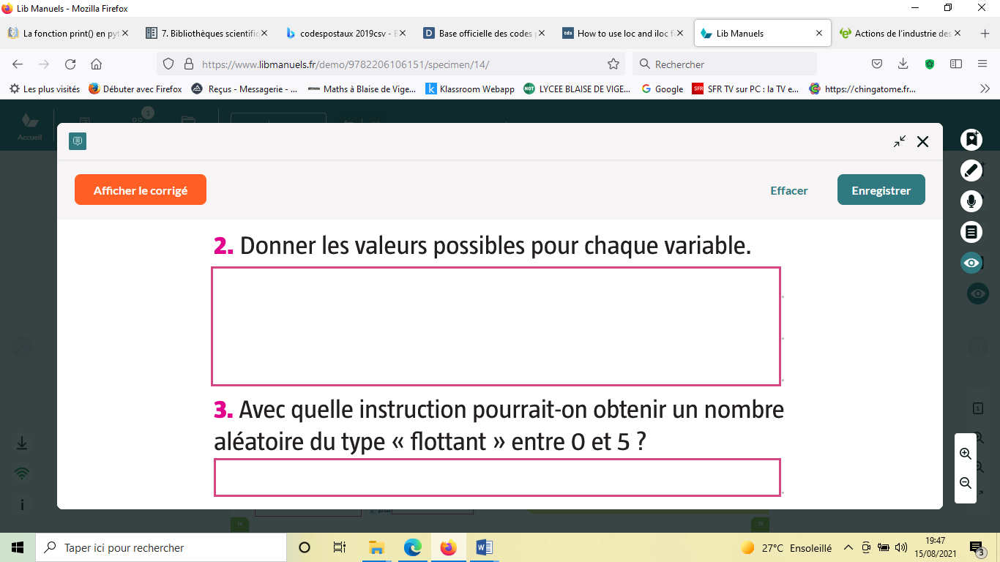 Lib Manuels - Mozilla Firefox
La fonction print() en pyt
7. Bibliothèques scientifi
codespostaux 2019csv - B
Base officielle des codes
How to use loc and iloc f
Lib Manuels
Actions de l'industrie des
https://www.libmanuels.fr/demo/9782206106151/specimen/14/
Rechercher
Les plus visités
Débuter avec Firefox
Reçus - Messagerie - ...
Maths à Blaise de Vige...
Klassroom Webapp
LYCEE BLAISE DE VIGE...
Google
SFR TV sur PC : la TV e...
https://chingatome.fr...
1
Accueil
Afficher le corrigé
Effacer
Enregistrer
2. Donner les valeurs possibles pour chaque variable.
3. Avec quelle instruction pourrait-on obtenir un nombre
aléatoire du type « flottant » entre 0 et 5 ?
14
15
Taper ici pour rechercher
27°C Ensoleillé
19:47
15/08/2021
3